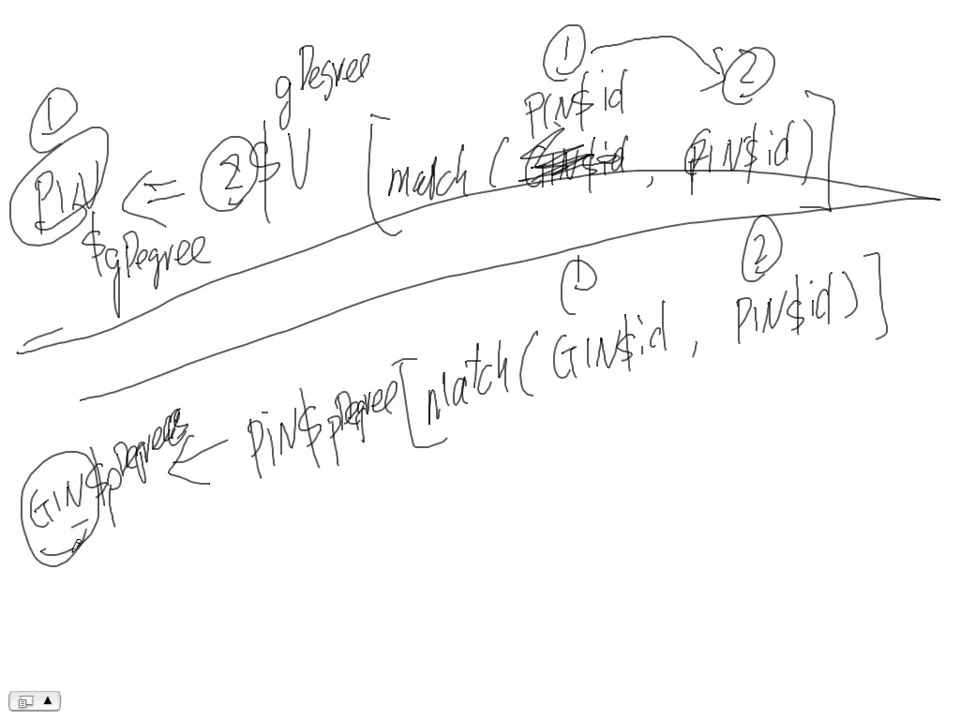 ① ① ②
gDegree
PIN$id
PIN <= ②$V [match ( GIN$id , GIN$id)]
$gDegree
① ②
GIN$pDegree <- PIN$pDegree[match(GIN$id, PIN$id)]